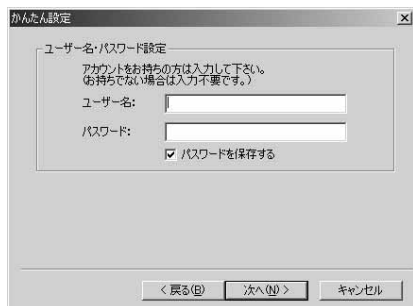 かんたん設定
ユーザー名・パスワード設定
アカウントをお持ちの方は入力して下さい。
(お持ちでない場合は入力不要です。)
ユーザー名:
パスワード:
パスワードを保存する
< 戻る(B)
次へ(N) >
キャンセル